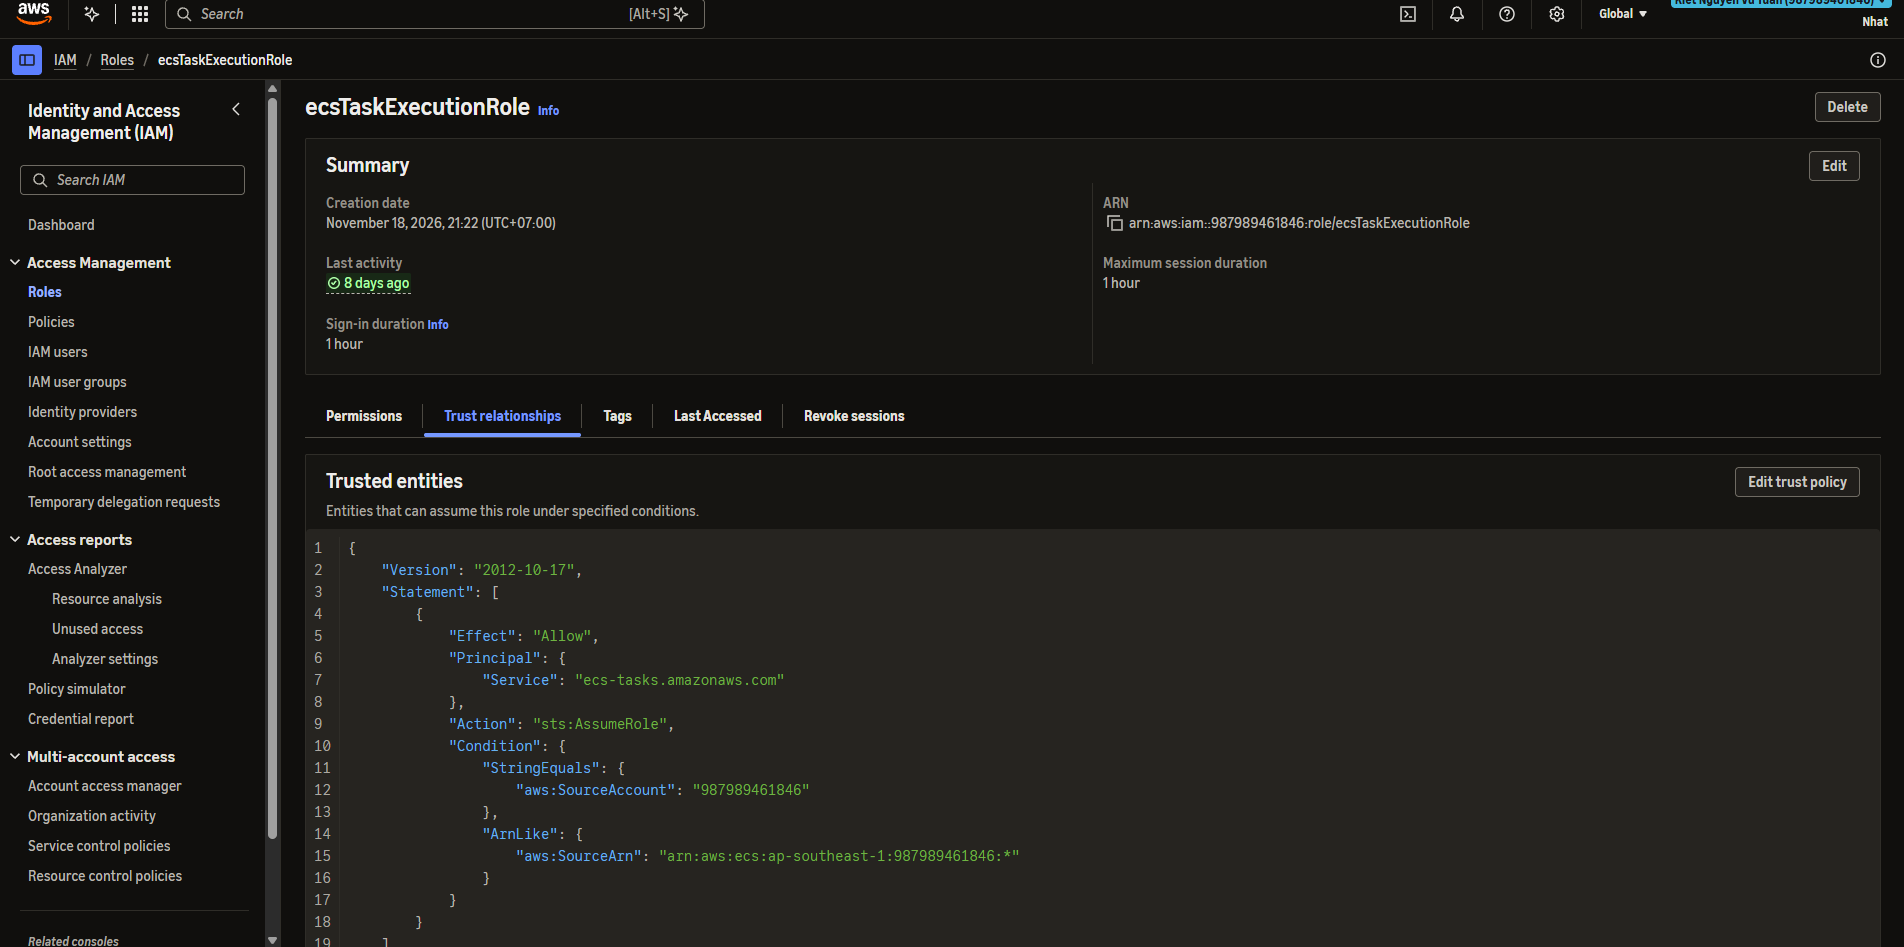 aws
Search
[Alt+S]
Global
Kiet Nguyen Vu Tuan (987989461846)
Nhat
IAM / Roles / ecsTaskExecutionRole
Identity and Access
Management (IAM)
Search IAM
Dashboard
Access Management
Roles
Policies
IAM users
IAM user groups
Identity providers
Account settings
Root access management
Temporary delegation requests
Access reports
Access Analyzer
Resource analysis
Unused access
Analyzer settings
Policy simulator
Credential report
Multi-account access
Account access manager
Organization activity
Service control policies
Resource control policies
Related consoles
ecsTaskExecutionRole Info
Delete
Summary
Edit
Creation date
November 18, 2026, 21:22 (UTC+07:00)
ARN
arn:aws:iam::987989461846:role/ecsTaskExecutionRole
Last activity
8 days ago
Maximum session duration
1 hour
Sign-in duration Info
1 hour
Permissions
Trust relationships
Tags
Last Accessed
Revoke sessions
Trusted entities
Edit trust policy
Entities that can assume this role under specified conditions.
1 {
2 "Version": "2012-10-17",
3 "Statement": [
4 {
5 "Effect": "Allow",
6 "Principal": {
7 "Service": "ecs-tasks.amazonaws.com"
8 },
9 "Action": "sts:AssumeRole",
10 "Condition": {
11 "StringEquals": {
12 "aws:SourceAccount": "987989461846"
13 },
14 "ArnLike": {
15 "aws:SourceArn": "arn:aws:ecs:ap-southeast-1:987989461846:*"
16 }
17 }
18 }
19 ]